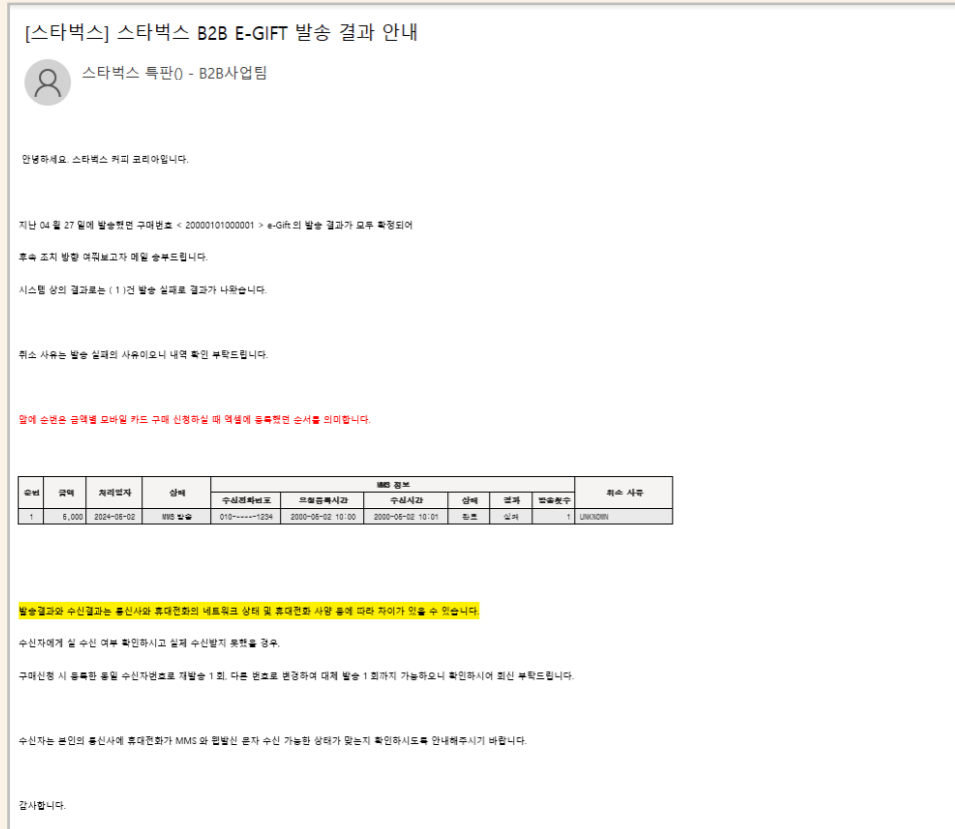 [스타벅스] 스타벅스 B2B E-GIFT 발송 결과 안내
스타벅스 특판() - B2B사업팀
안녕하세요. 스타벅스 커피 코리아입니다.
지난 04 월 27 일에 발송했던 구매번호 < 20000101000001 > e-Gift 의 발송 결과가 모두 확정되어
후속 조치 방향 여쭤보고자 메일 송부드립니다.
시스템 상의 결과로는 ( 1 )건 발송 실패로 결과가 나왔습니다.
취소 사유는 발송 실패의 사유이오니 내역 확인 부탁드립니다.
앞에 순번은 금액별 모바일 카드 구매 신청하실 때 엑셀에 등록했던 순서를 의미합니다.
순번 금액 처리일자 상태 MMS 정보 취소 사유
수신전화번호 요청등록시간 수신시간 상태 결과 발송횟수
1 5,000 2024-05-02 MMS 발송 010-----1234 2000-05-02 10:00 2000-05-02 10:01 완료 실패 1 UNKNOWN
발송결과와 수신결과는 통신사와 휴대전화의 네트워크 상태 및 휴대전화 사양 등에 따라 차이가 있을 수 있습니다.
수신자에게 실 수신 여부 확인하시고 실제 수신받지 못했을 경우,
구매신청 시 등록한 동일 수신자번호로 재발송 1 회, 다른 번호로 변경하여 대체 발송 1 회까지 가능하오니 확인하시어 회신 부탁드립니다.
수신자는 본인의 통신사에 휴대전화가 MMS 와 웹발신 문자 수신 가능한 상태가 맞는지 확인하시도록 안내해주시기 바랍니다.
감사합니다.